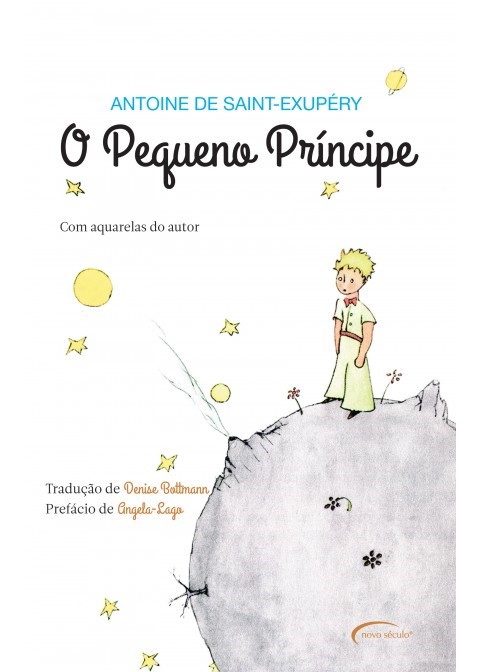 ANTOINE DE SAINT-EXUPÉRY
O Pequeno Príncipe
Com aquarelas do autor
Tradução de Denise Bottmann
Prefácio de Angela-Lago
novo século®